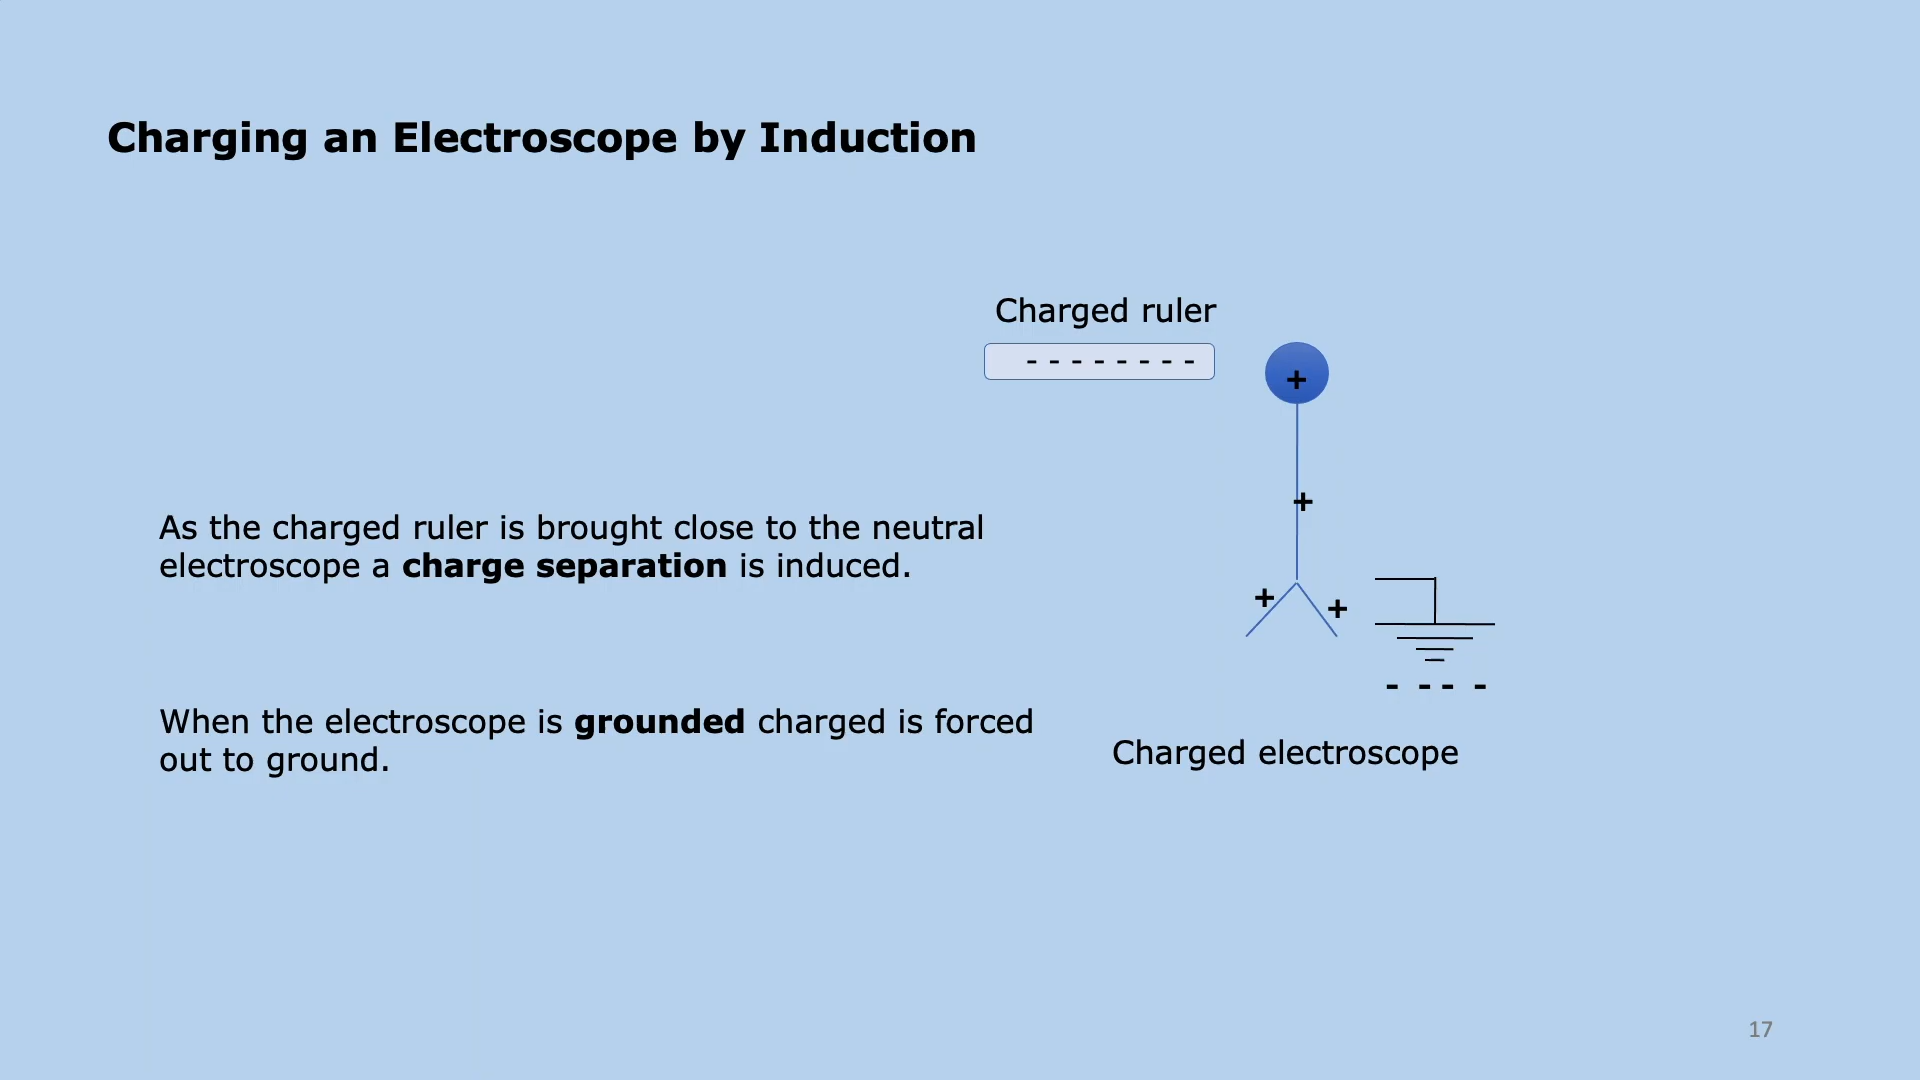 Charging an Electroscope by Induction
Charged ruler
- - - - - - - -
+
+
As the charged ruler is brought close to the neutral
electroscope a charge separation is induced.
+
+
- - - -
When the electroscope is grounded charged is forced
out to ground.
Charged electroscope
17